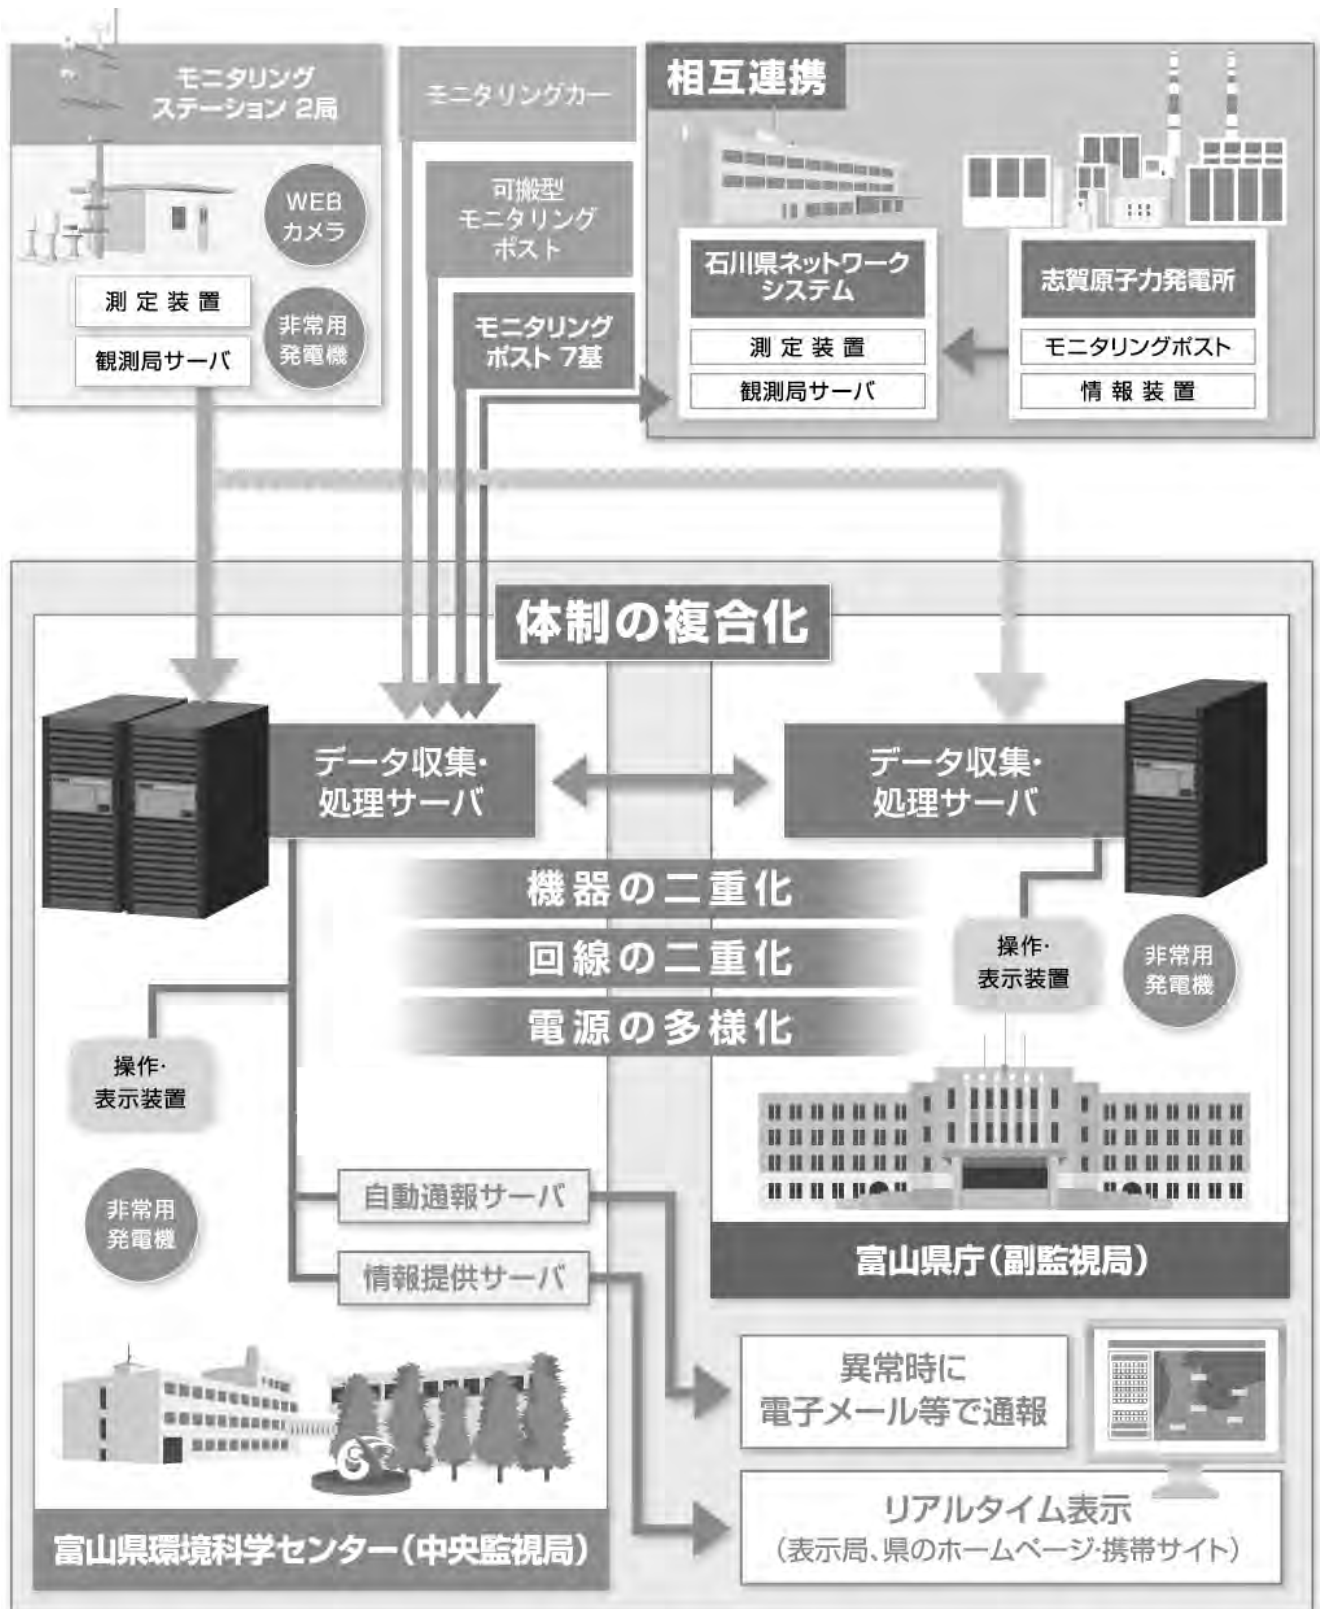 モニタリング
ステーション 2局
WEB
カメラ
測定装置
観測局サーバ
非常用
発電機
モニタリングカー
可搬型
モニタリング
ポスト
モニタリング
ポスト 7基
相互連携
石川県ネットワーク
システム
測定装置
観測局サーバ
志賀原子力発電所
モニタリングポスト
情報装置
体制の複合化
データ収集・
処理サーバ
データ収集・
処理サーバ
機器の二重化
回線の二重化
電源の多様化
操作・
表示装置
非常用
発電機
操作・
表示装置
非常用
発電機
自動通報サーバ
情報提供サーバ
富山県庁（副監視局）
異常時に
電子メール等で通報
リアルタイム表示
（表示局、県のホームページ・携帯サイト）
富山県環境科学センター（中央監視局）